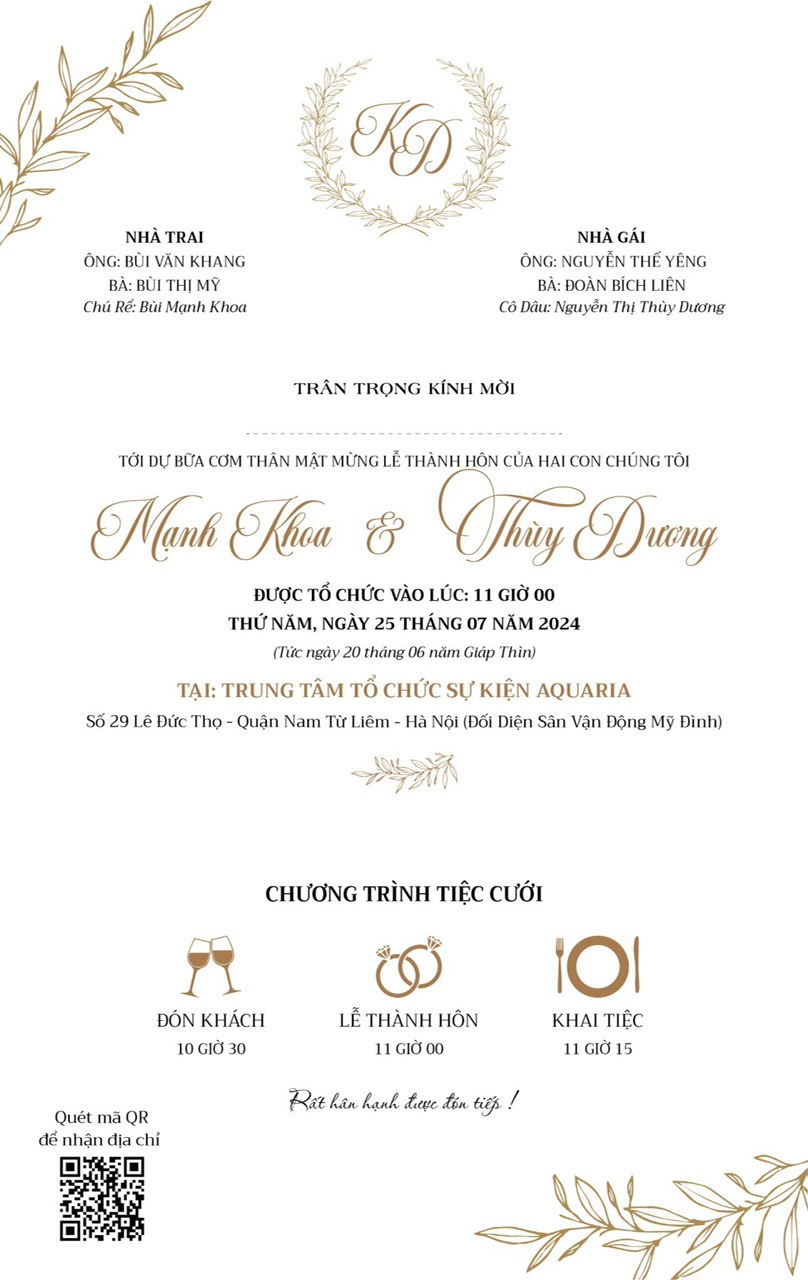 KD
NHÀ TRAI
ÔNG: BÙI VĂN KHANG
BÀ: BÙI THỊ MỸ
Chú Rể: Bùi Mạnh Khoa
NHÀ GÁI
ÔNG: NGUYỄN THẾ YÊNG
BÀ: ĐOÀN BÍCH LIÊN
Cô Dâu: Nguyễn Thị Thùy Dương
TRÂN TRỌNG KÍNH MỜI
TỚI DỰ BỮA CƠM THÂN MẬT MỪNG LỄ THÀNH HÔN CỦA HAI CON CHÚNG TÔI
Mạnh Khoa & Thùy Dương
ĐƯỢC TỔ CHỨC VÀO LÚC: 11 GIỜ 00
THỨ NĂM, NGÀY 25 THÁNG 07 NĂM 2024
(Tức ngày 20 tháng 06 năm Giáp Thìn)
TẠI: TRUNG TÂM TỔ CHỨC SỰ KIỆN AQUARIA
Số 29 Lê Đức Thọ - Quận Nam Từ Liêm - Hà Nội (Đối Diện Sân Vận Động Mỹ Đình)
CHƯƠNG TRÌNH TIỆC CƯỚI
ĐÓN KHÁCH
10 GIỜ 30
LỄ THÀNH HÔN
11 GIỜ 00
KHAI TIỆC
11 GIỜ 15
Rất hân hạnh được đón tiếp !
Quét mã QR
để nhận địa chỉ